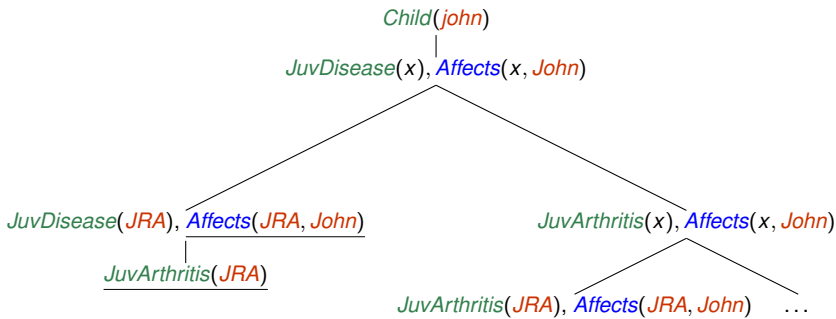 Child(john)
JuvDisease(x), Affects(x, John)
JuvDisease(JRA), Affects(JRA, John)
JuvArthritis(x), Affects(x, John)
JuvArthritis(JRA)
JuvArthritis(JRA), Affects(JRA, John) ...